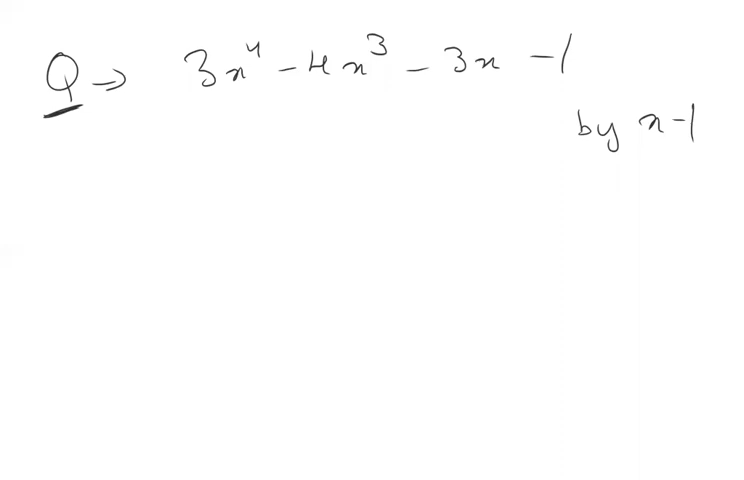 Q → 3x⁴ - 4x³ - 3x - 1
by x - 1